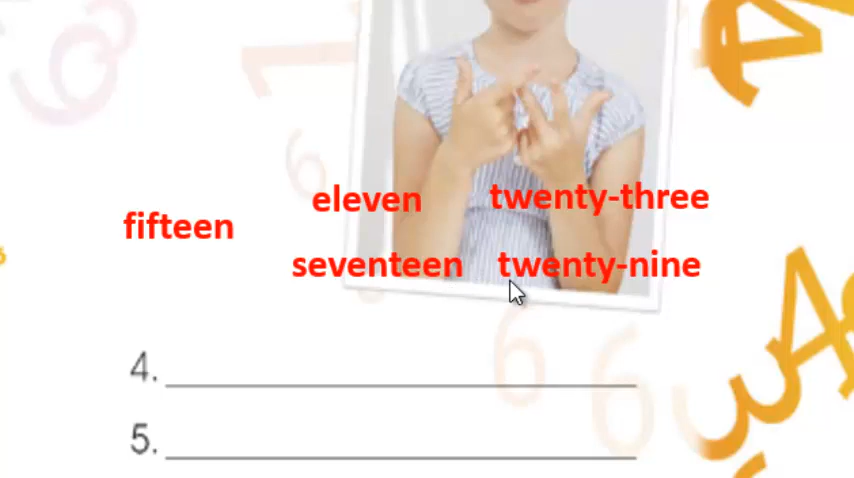 eleven twenty-three
fifteen
seventeen twenty-nine
4.
5.